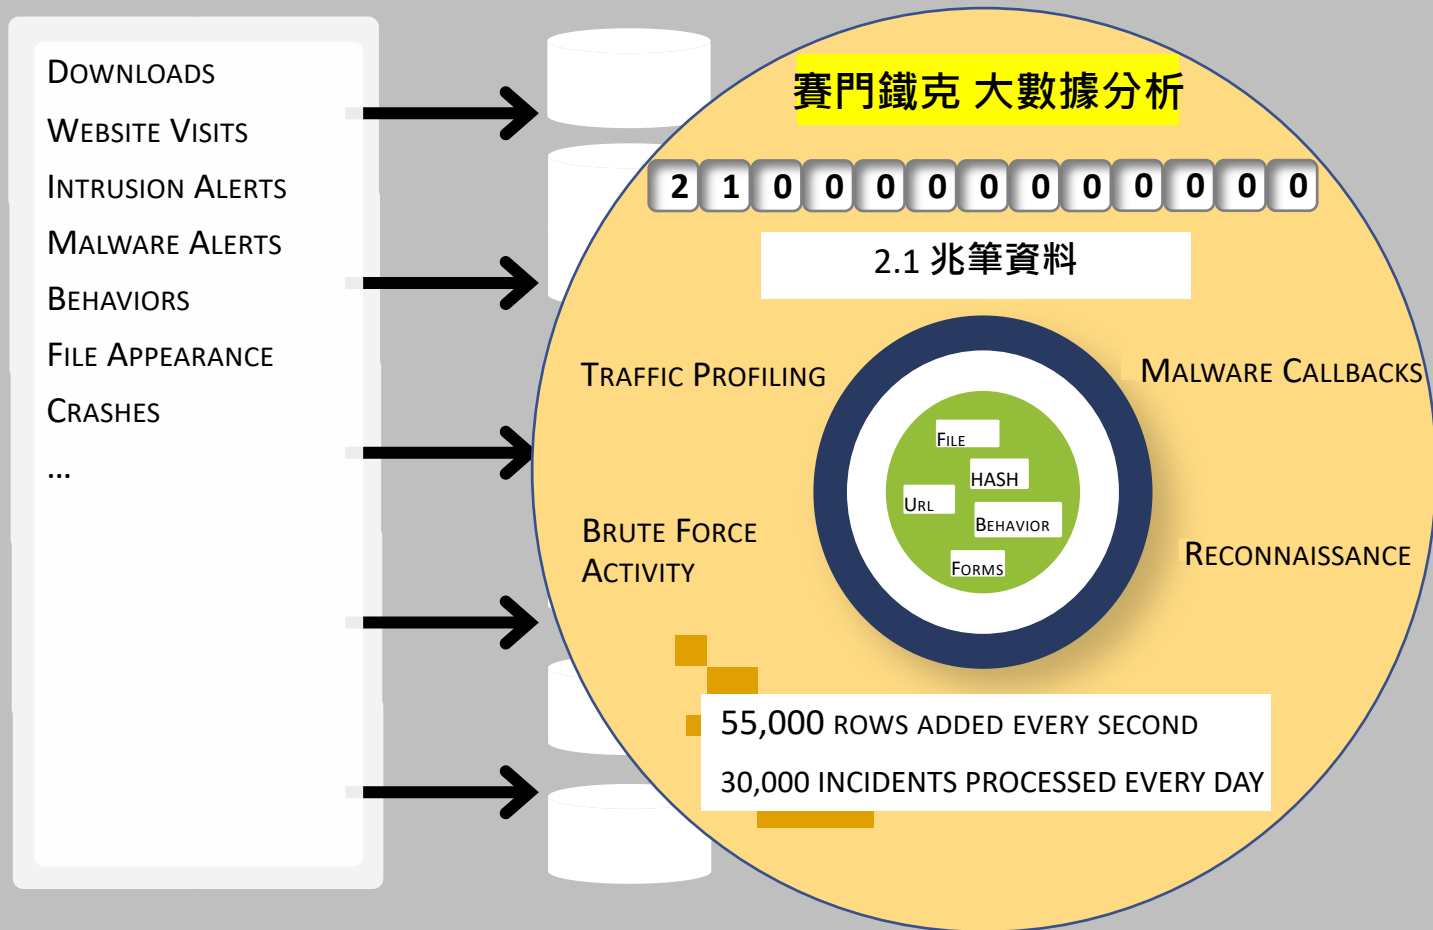 DOWNLOADS
WEBSITE VISITS
INTRUSION ALERTS
MALWARE ALERTS
BEHAVIORS
FILE APPEARANCE
CRASHES
...
賽門鐵克 大數據分析
2 1 0 0 0 0 0 0 0 0 0 0 0
2.1 兆筆資料
TRAFFIC PROFILING
MALWARE CALLBACKS
FILE
HASH
URL
BEHAVIOR
FORMS
BRUTE FORCE
ACTIVITY
RECONNAISSANCE
55,000 ROWS ADDED EVERY SECOND
30,000 INCIDENTS PROCESSED EVERY DAY